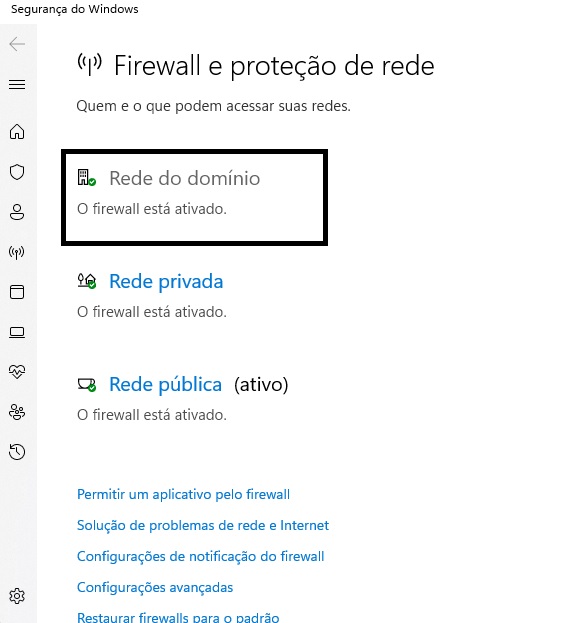 Segurança do Windows
Firewall e proteção de rede
Quem e o que podem acessar suas redes.
Rede do domínio
O firewall está ativado.
Rede privada
O firewall está ativado.
Rede pública (ativo)
O firewall está ativado.
Permitir um aplicativo pelo firewall
Solução de problemas de rede e Internet
Configurações de notificação do firewall
Configurações avançadas
Restaurar firewalls para o padrão